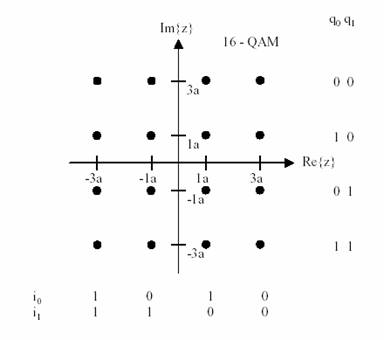 q0 q1
Im{z}
16 - QAM
3a
0 0
1a
1 0
Re{z}
-3a -1a 1a 3a
-1a
0 1
-3a
1 1
i0 1 0 1 0
i1 1 1 0 0